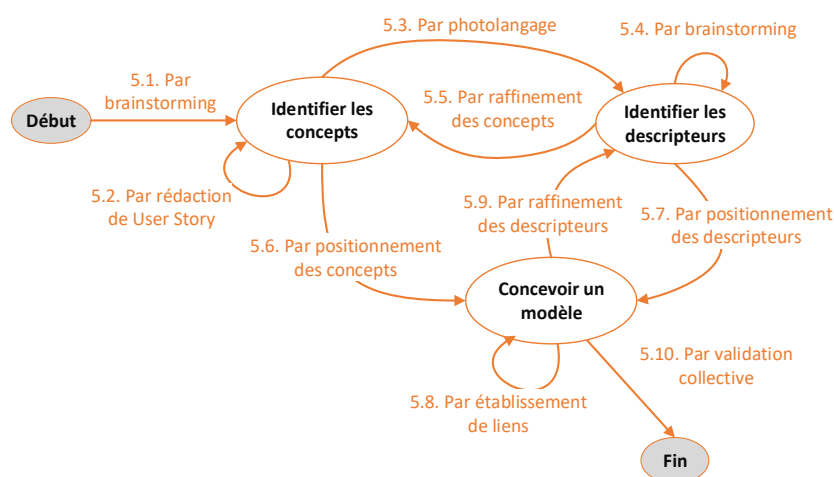 5.3. Par photolangage
5.4. Par brainstorming
5.1. Par
brainstorming
5.5. Par raffinement
des concepts
Identifier les
concepts
Identifier les
descripteurs
Début
5.2. Par rédaction
de User Story
5.9. Par raffinement
des descripteurs
5.7. Par positionnement
des descripteurs
5.6. Par positionnement
des concepts
Concevoir un
modèle
5.10. Par validation
collective
5.8. Par établissement
de liens
Fin